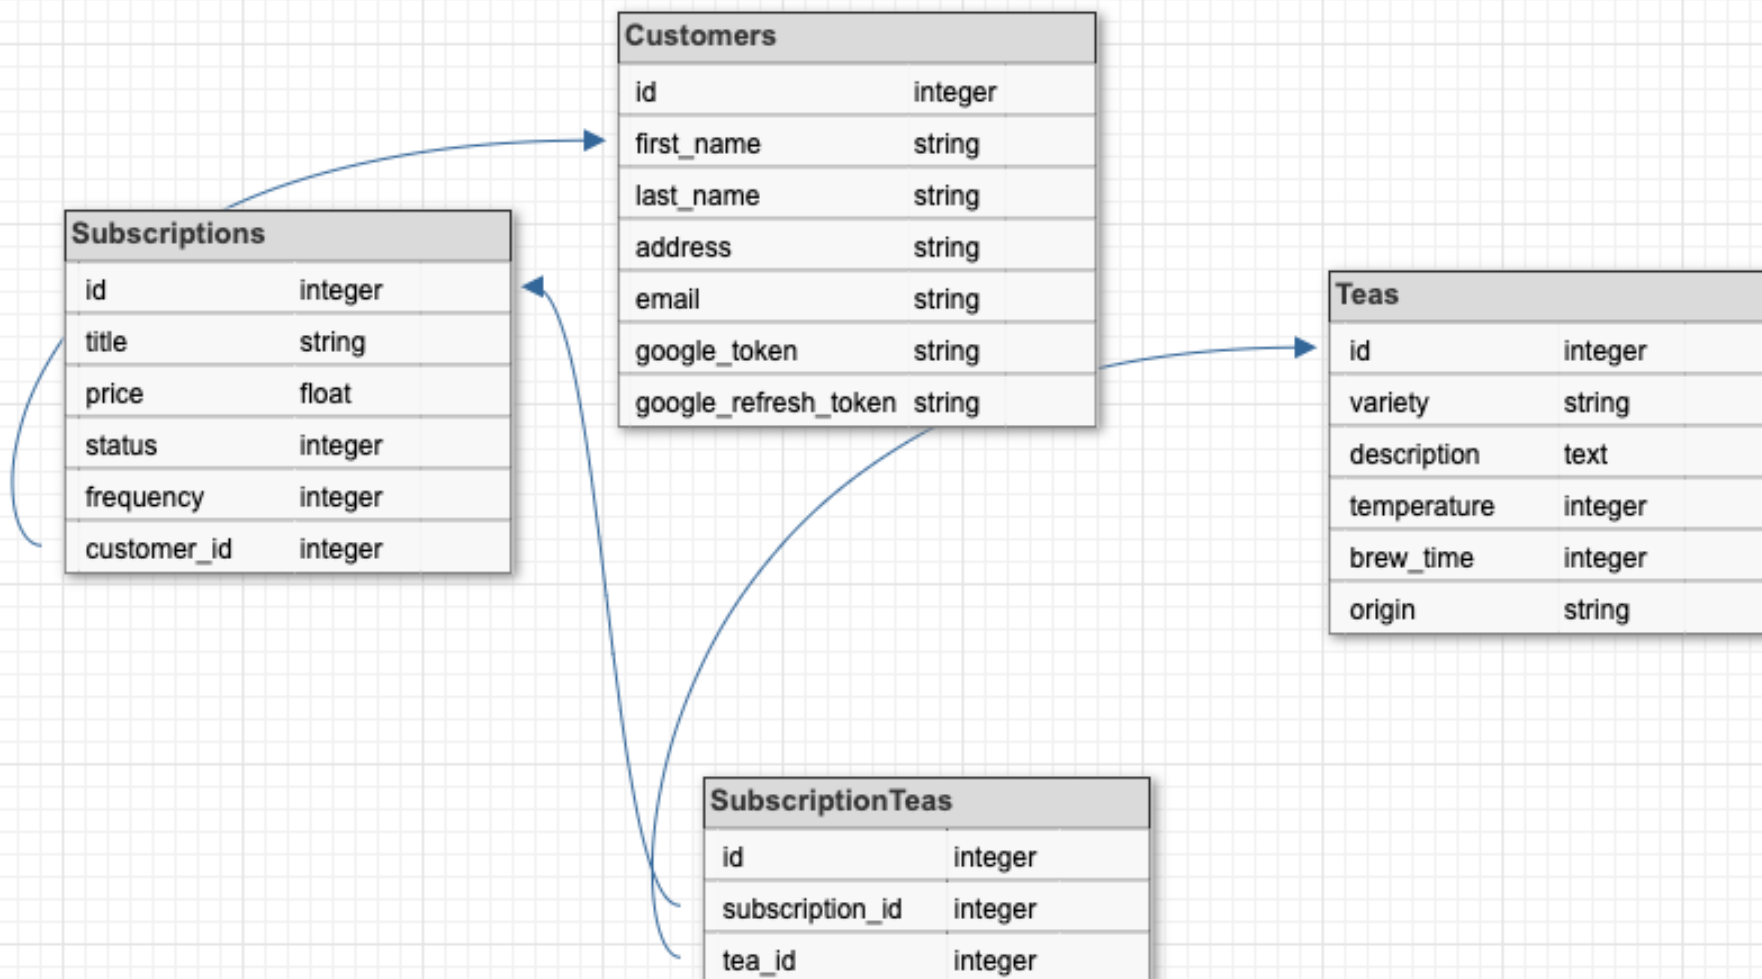 Customers
id integer
first_name string
last_name string
address string
email string
google_token string
google_refresh_token string
Subscriptions
id integer
title string
price float
status integer
frequency integer
customer_id integer
Teas
id integer
variety string
description text
temperature integer
brew_time integer
origin string
SubscriptionTeas
id integer
subscription_id integer
tea_id integer